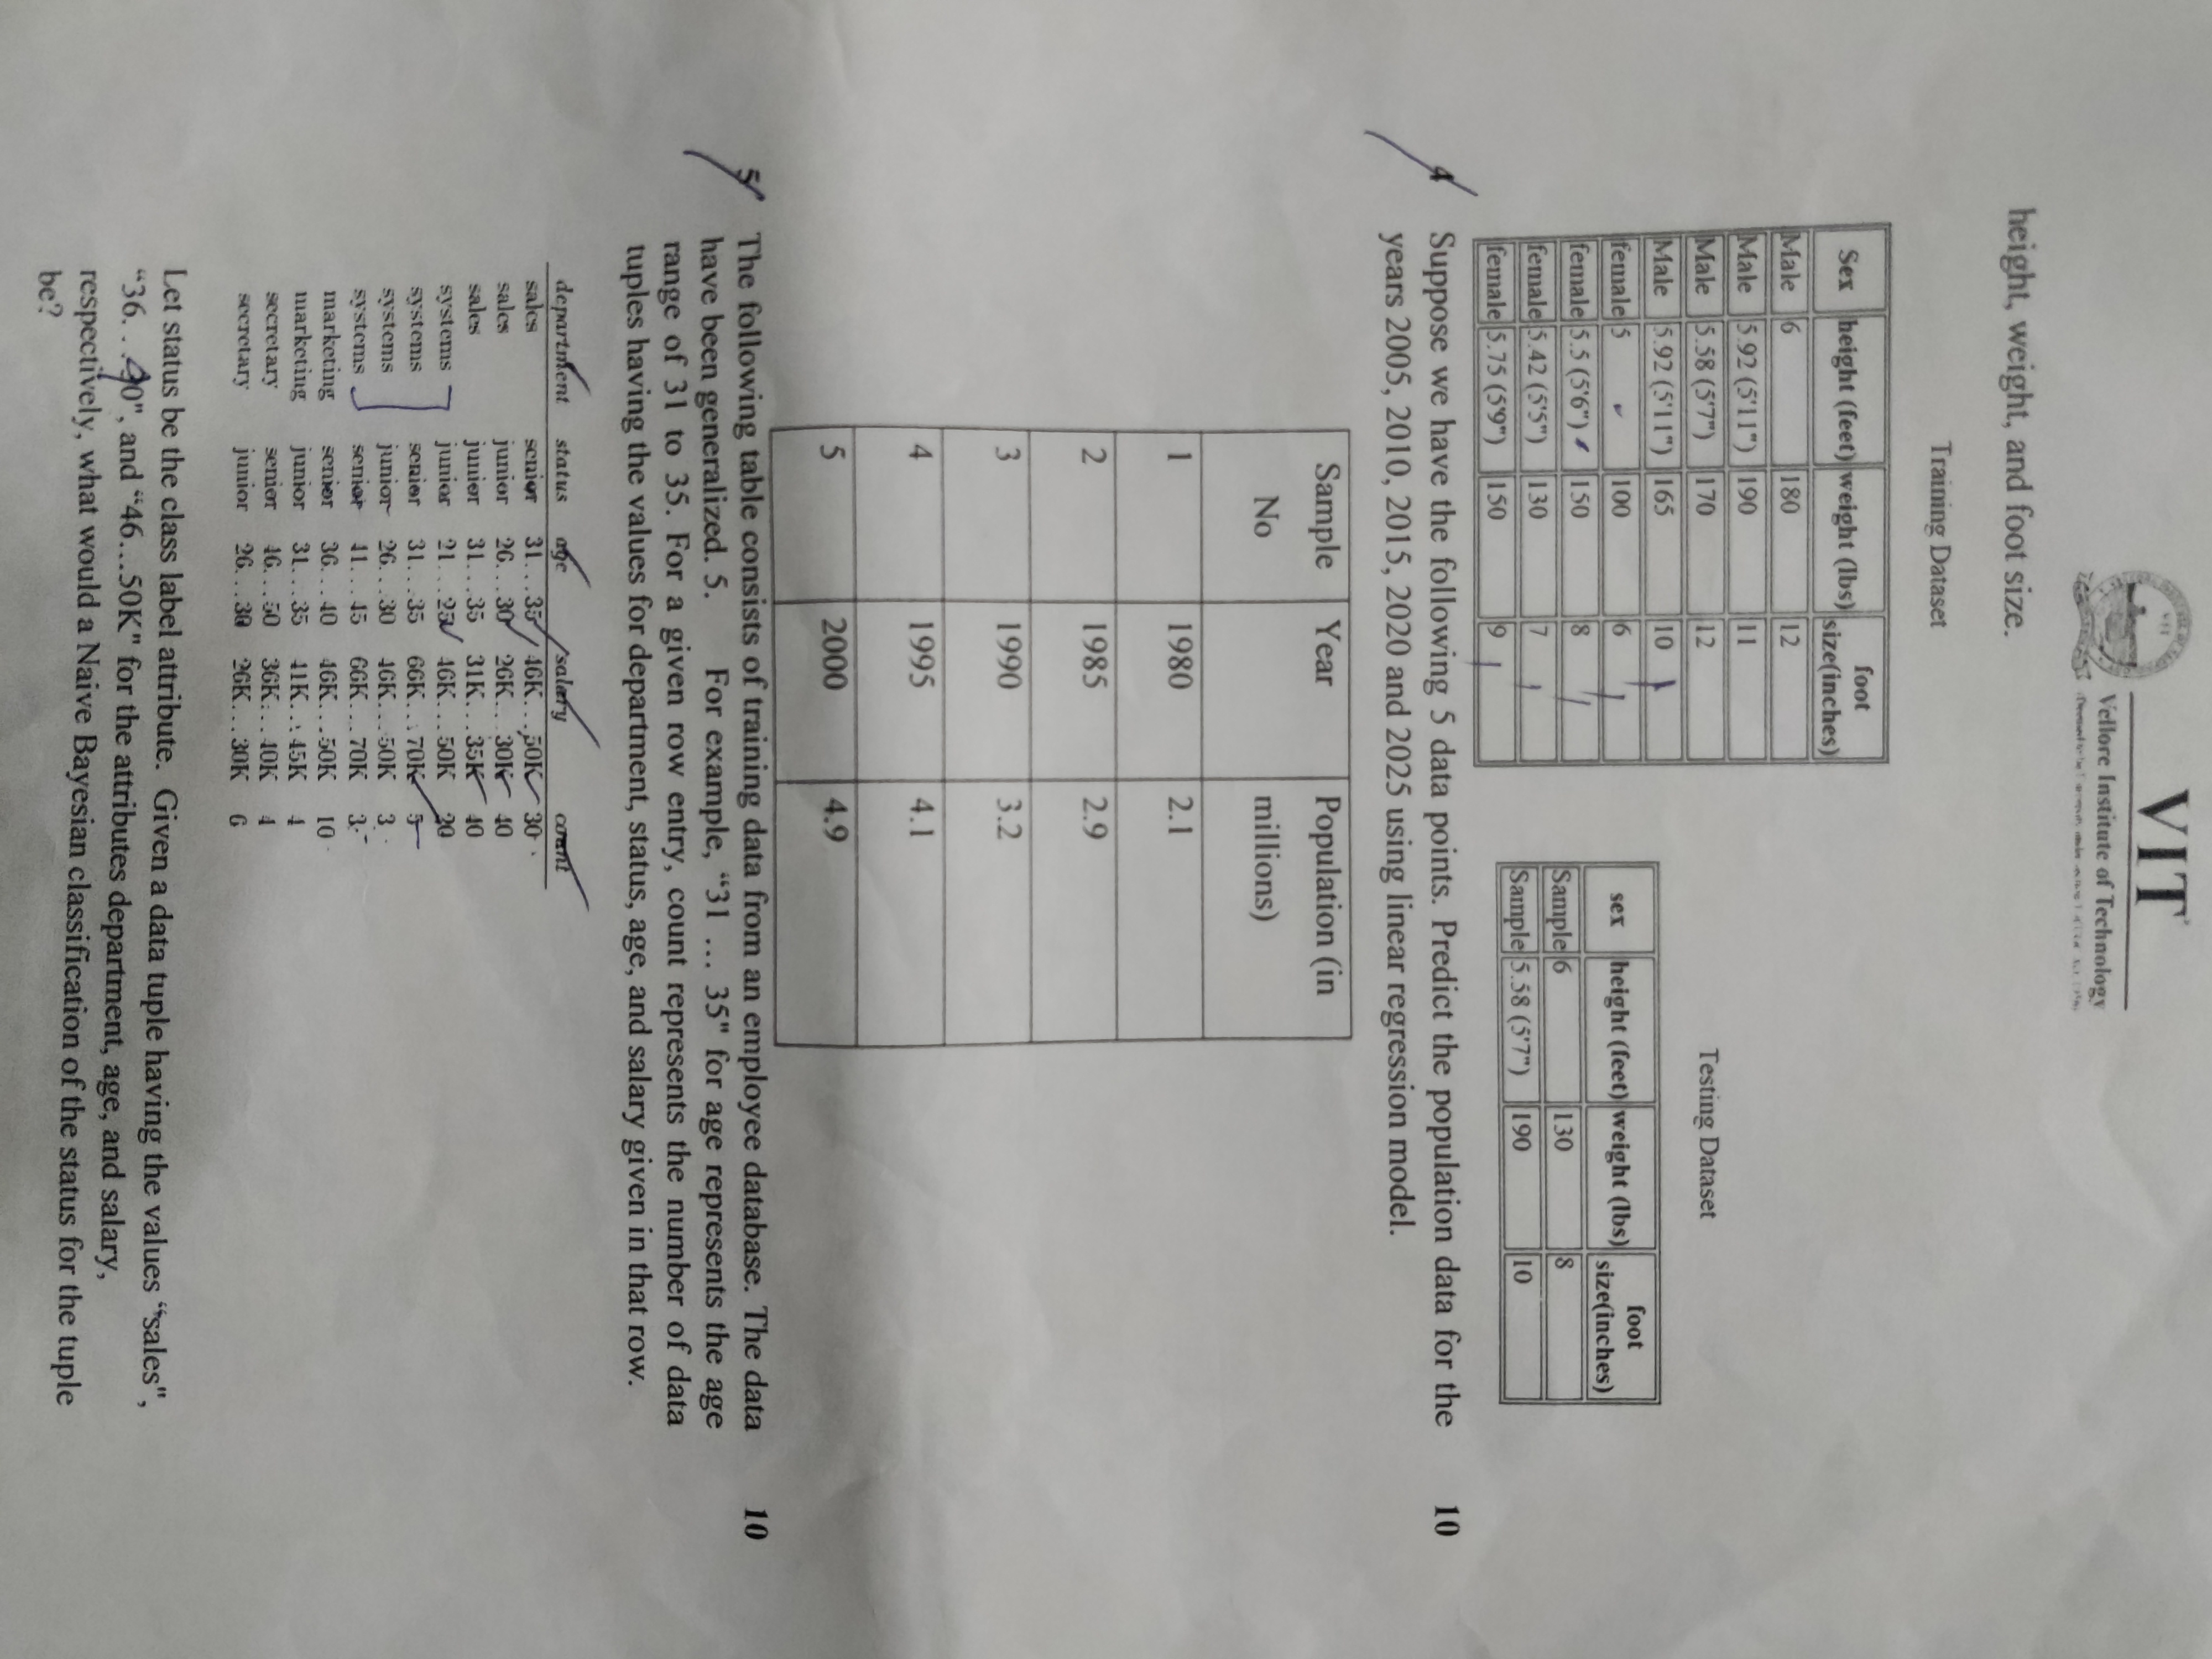 VIT
Vellore Institute of Technology
height, weight, and foot size.
Training Dataset
Sex height (feet) weight (lbs) foot size(inches)
Male 6 180 12
Male 5.92 (5'11") 190 11
Male 5.58 (5'7") 170 12
Male 5.92 (5'11") 165 10
female 5 100 6
female 5.5 (5'6") 150 8
female 5.42 (5'5") 130 7
female 5.75 (5'9") 150 9
Testing Dataset
sex height (feet) weight (lbs) foot size(inches)
Sample 6 130 8
Sample 5.58 (5'7") 190 10
4 Suppose we have the following 5 data points. Predict the population data for the 10
years 2005, 2010, 2015, 2020 and 2025 using linear regression model.
Sample No Year Population (in millions)
1 1980 2.1
2 1985 2.9
3 1990 3.2
4 1995 4.1
5 2000 4.9
5 The following table consists of training data from an employee database. The data 10
have been generalized. 5. For example, “31 ... 35" for age represents the age
range of 31 to 35. For a given row entry, count represents the number of data
tuples having the values for department, status, age, and salary given in that row.
department status age salary count
sales senior 31...35 46K...50K 30
sales junior 26...30 26K...30K 40
sales junior 31...35 31K...35K 40
systems junior 21...25 46K...50K 20
systems senior 31...35 66K...70K 5
systems junior 26...30 46K...50K 3
systems senior 41...45 66K...70K 3
marketing senior 36...40 46K...50K 10
marketing junior 31...35 41K...45K 4
secretary senior 46...50 36K...40K 4
secretary junior 26...30 26K...30K 6
Let status be the class label attribute. Given a data tuple having the values “sales",
“36...40", and “46...50K" for the attributes department, age, and salary,
respectively, what would a Naive Bayesian classification of the status for the tuple
be?